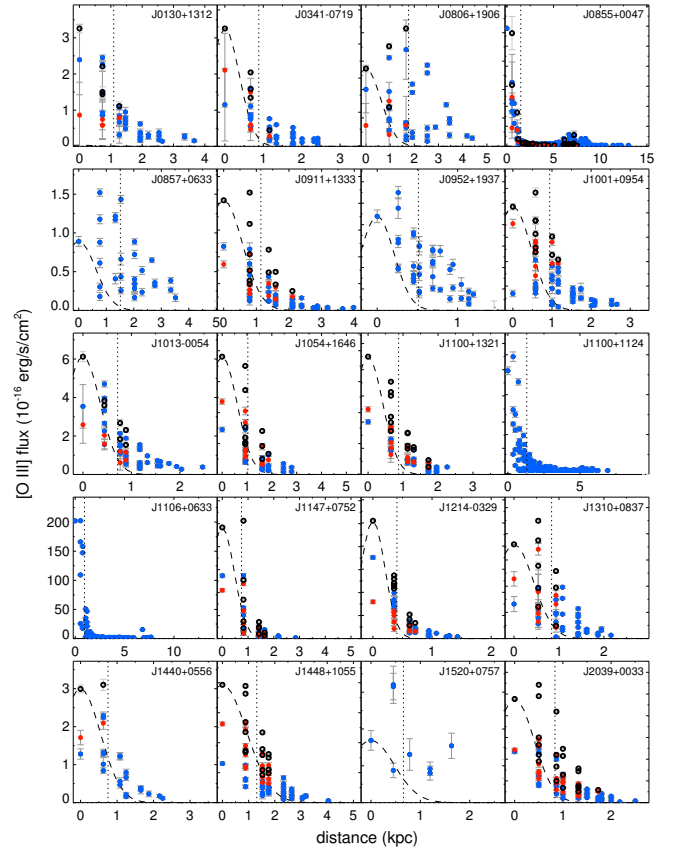 J0130+1312 J0341-0719 J0806+1906 J0855+0047
3
2
1
0
0 1 2 3 4 0 1 2 3 0 1 2 3 4 5 0 5 10 15
J0857+0633 J0911+1333 J0952+1937 J1001+0954
1.5
1.0
0.5
0.0
0 1 2 3 4 50 1 2 3 4 0 1 0 1 2 3
J1013-0054 J1054+1646 J1100+1321 J1100+1124
6
4
2
0
0 1 2 0 1 2 3 4 5 0 1 2 3 0 5
J1106+0633 J1147+0752 J1214-0329 J1310+0837
200
150
100
50
0
0 5 10 0 1 2 3 4 5 0 1 2 0 1 2
J1440+0556 J1448+1055 J1520+0757 J2039+0033
3
2
1
0
0 1 2 3 0 1 2 3 4 5 0 1 2 0 1 2
[O III] flux (10⁻¹⁶ erg/s/cm²)
distance (kpc)